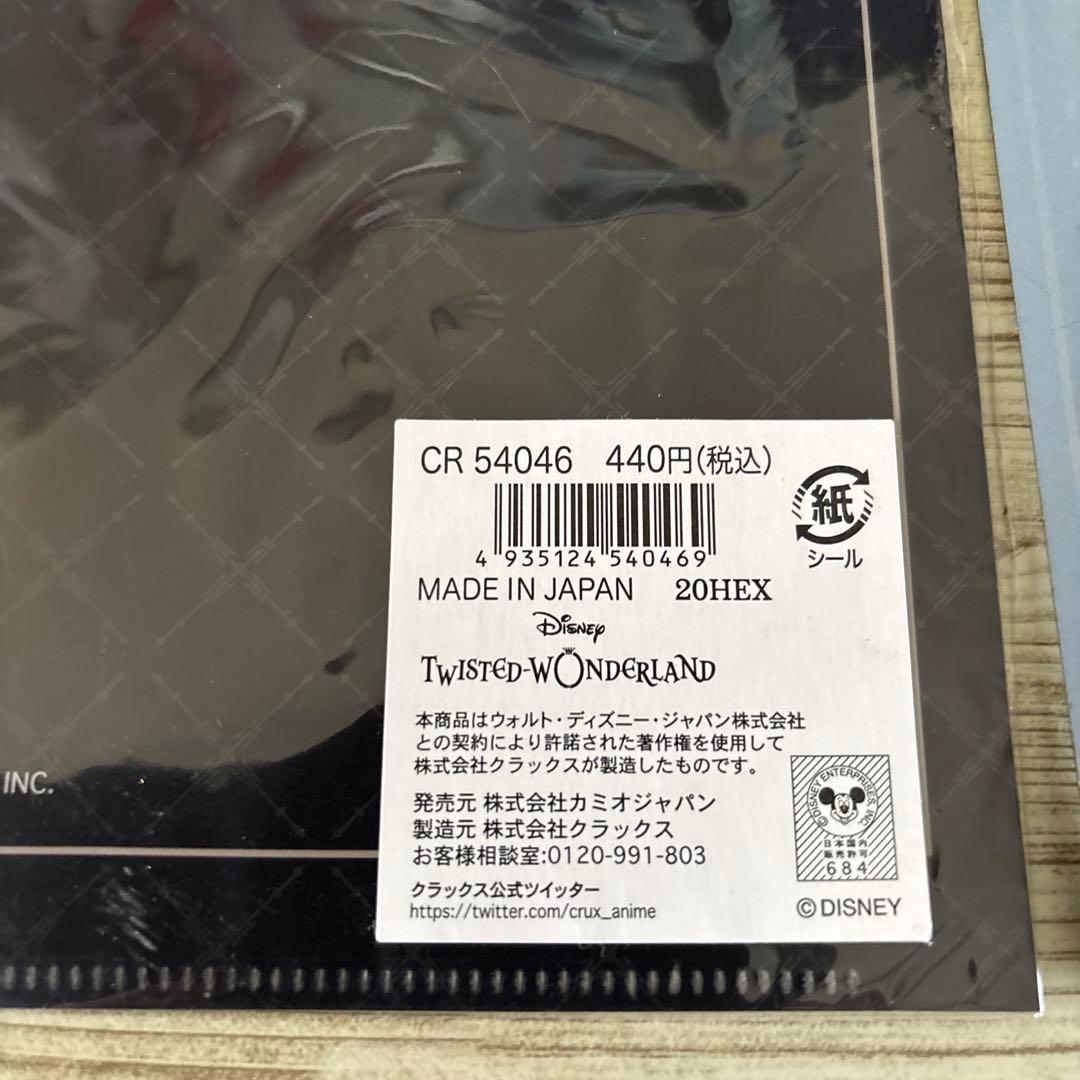 CR 54046 440円(税込)
紙
シール
4 935124 540469
MADE IN JAPAN 20HEX
Disney
TWISTED-WONDERLAND
本商品はウォルト・ディズニー・ジャパン株式会社
との契約により許諾された著作権を使用して
株式会社クラックスが製造したものです。
発売元 株式会社カミオジャパン
製造元 株式会社クラックス
お客様相談室:0120-991-803
クラックス公式ツイッター
https://twitter.com/crux_anime
©DISNEY ENTERPRISES, INC.
日本国内
販売許可
684
©DISNEY
INC.